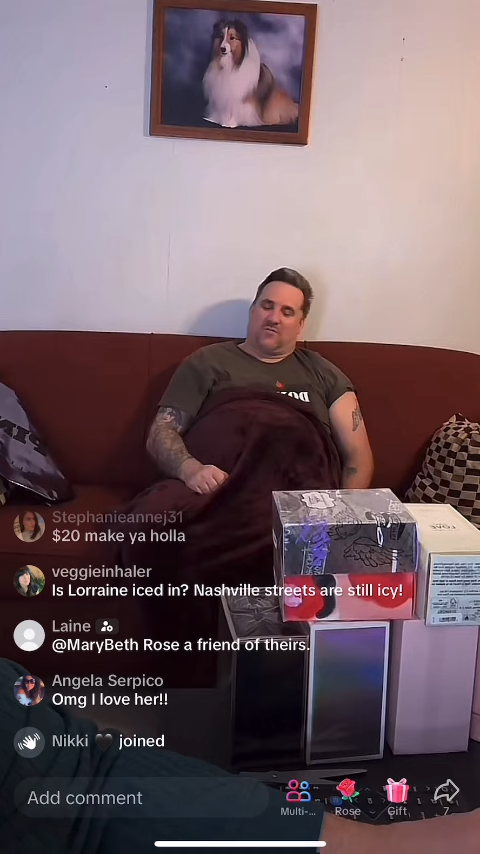 Stephanieannej31
$20 make ya holla
veggieinhaler
Is Lorraine iced in? Nashville streets are still icy!
Laine
@MaryBeth Rose a friend of theirs.
Angela Serpico
Omg I love her!!
Nikki 🖤 joined
Add comment
Multi-...
Rose
Gift
7